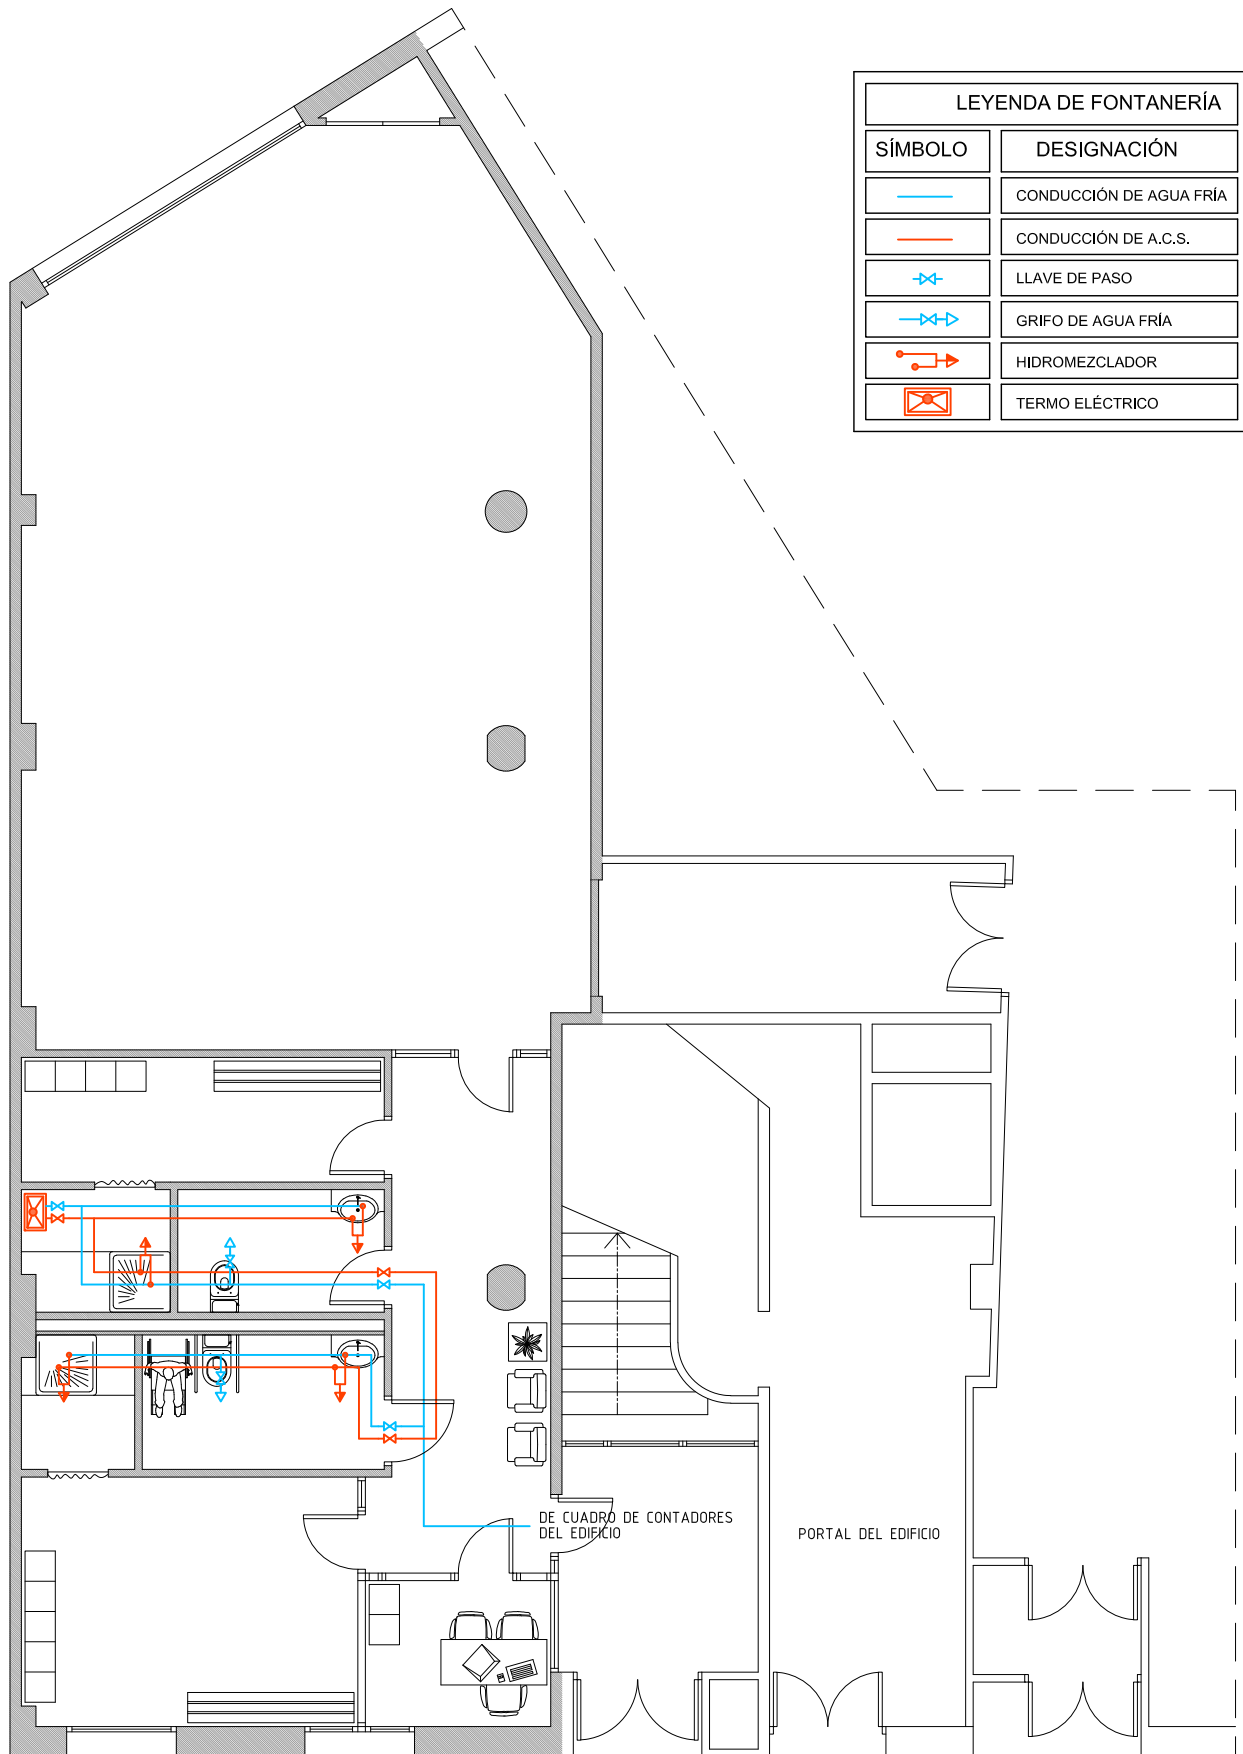 LEYENDA DE FONTANERÍA
SÍMBOLO
DESIGNACIÓN
CONDUCCIÓN DE AGUA FRÍA
CONDUCCIÓN DE A.C.S.
LLAVE DE PASO
GRIFO DE AGUA FRÍA
HIDROMEZCLADOR
TERMO ELÉCTRICO
DE CUADRO DE CONTADORES
DEL EDIFICIO
PORTAL DEL EDIFICIO